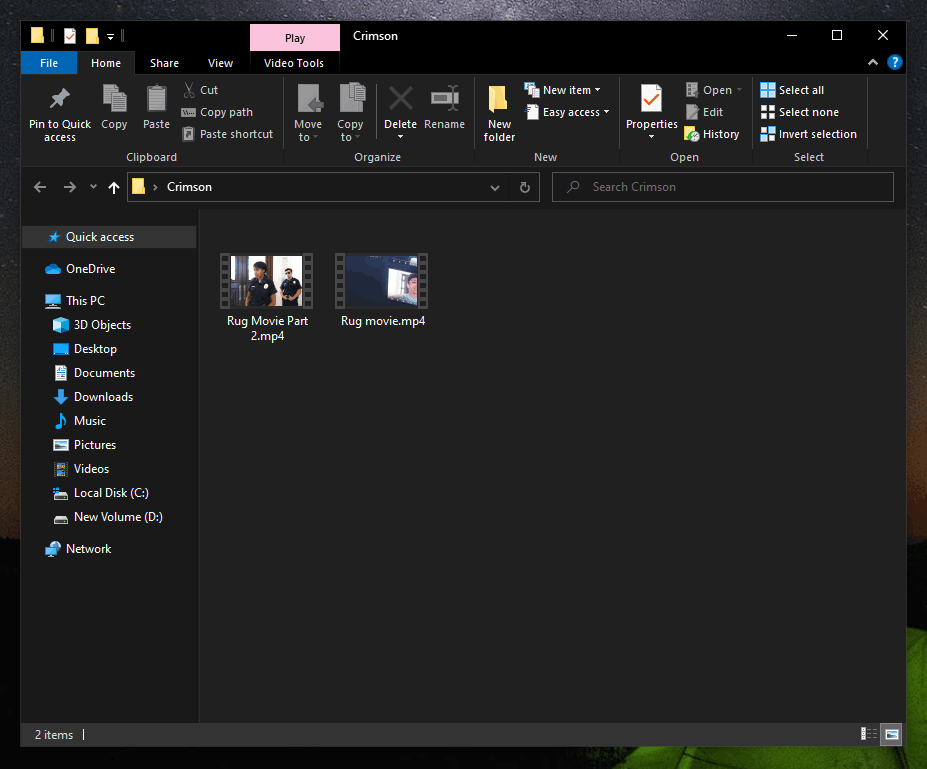 Play
Crimson
File
Home
Share
View
Video Tools
Pin to Quick
access
Copy
Paste
Cut
Copy path
Paste shortcut
Clipboard
Move
to
Copy
to
Delete
Rename
Organize
New
folder
New item
Easy access
New
Properties
Open
Edit
History
Open
Select all
Select none
Invert selection
Select
Crimson
Search Crimson
Quick access
OneDrive
This PC
3D Objects
Desktop
Documents
Downloads
Music
Pictures
Videos
Local Disk (C:)
New Volume (D:)
Network
Rug Movie Part
2.mp4
Rug movie.mp4
2 items